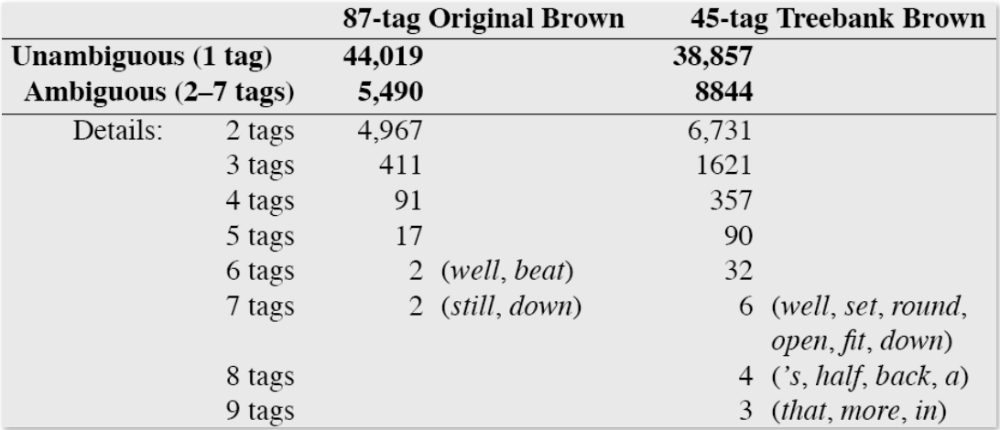 87-tag Original Brown 45-tag Treebank Brown
Unambiguous (1 tag) 44,019 38,857
Ambiguous (2–7 tags) 5,490 8844
Details: 2 tags 4,967 6,731
3 tags 411 1621
4 tags 91 357
5 tags 17 90
6 tags 2 (well, beat) 32
7 tags 2 (still, down) 6 (well, set, round,
open, fit, down)
8 tags 4 (’s, half, back, a)
9 tags 3 (that, more, in)